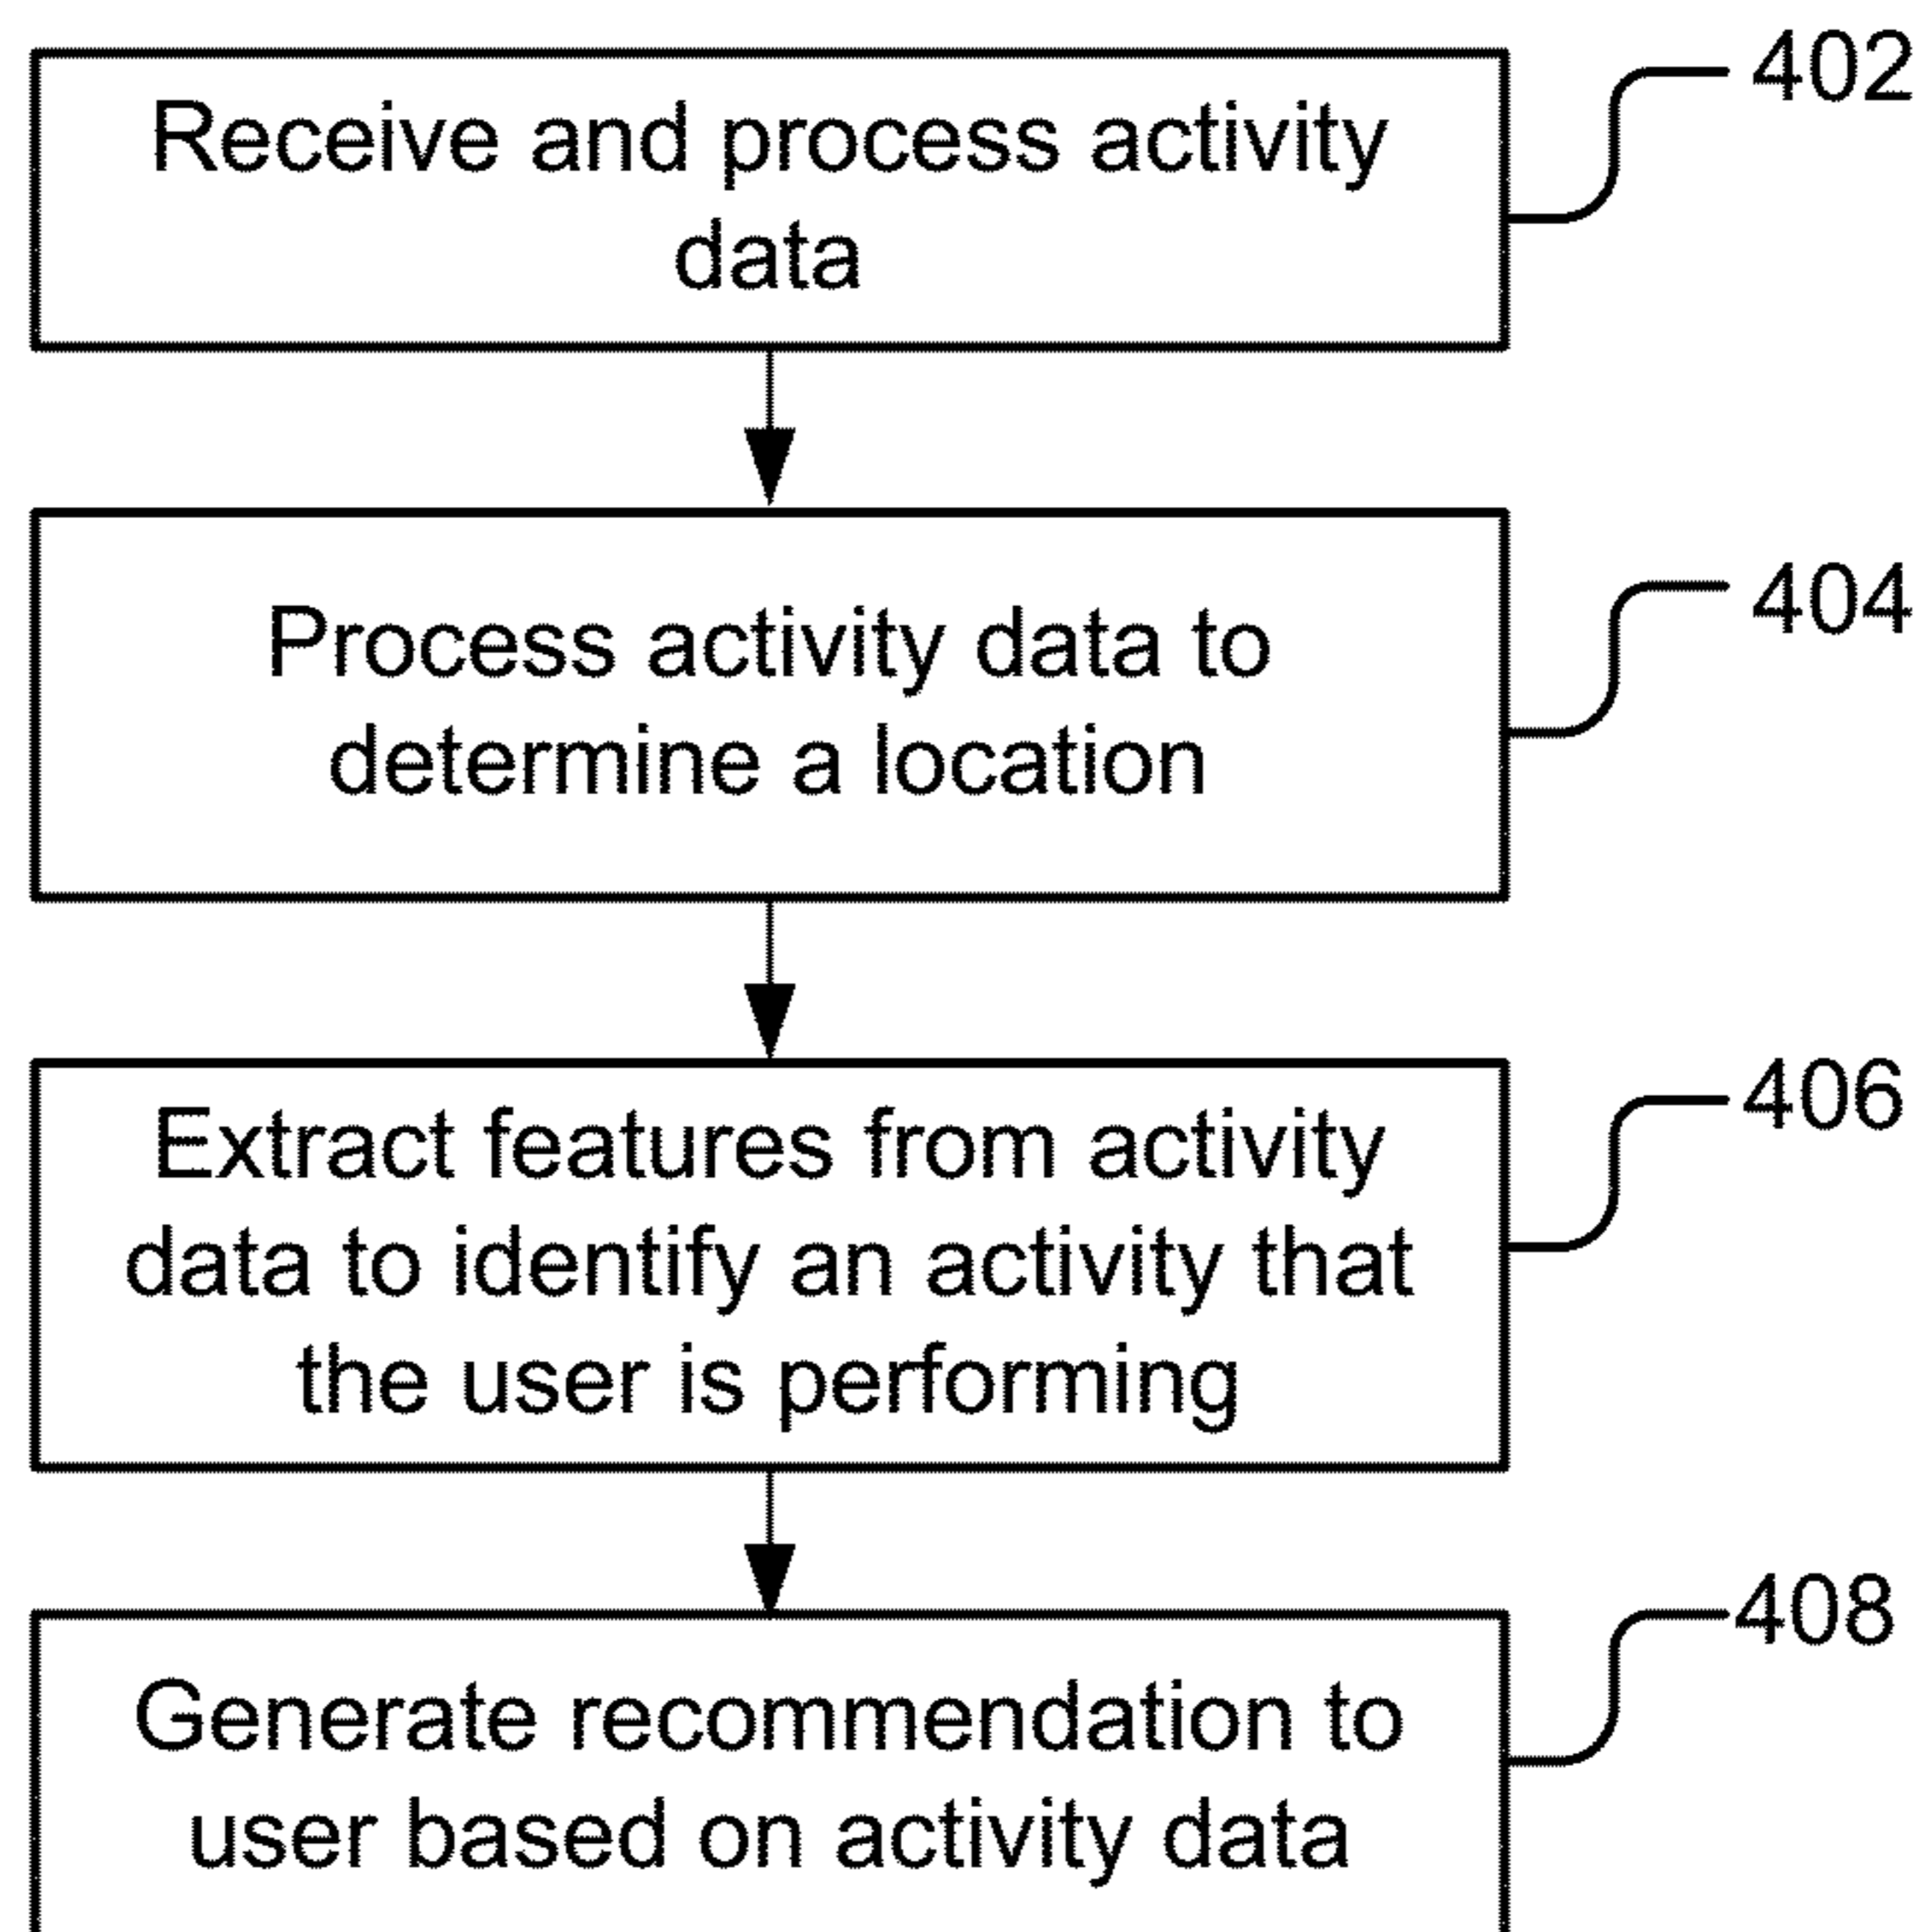 402
Receive and process activity
data
404
Process activity data to
determine a location
406
Extract features from activity
data to identify an activity that
the user is performing
408
Generate recommendation to
user based on activity data